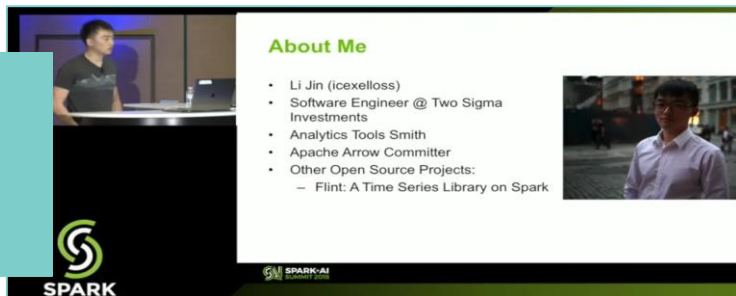 About Me
• Li Jin (icexelloss)
• Software Engineer @ Two Sigma
Investments
• Analytics Tools Smith
• Apache Arrow Committer
• Other Open Source Projects:
– Flint: A Time Series Library on Spark
SPARK
SPARK+AI
SUMMIT 2018